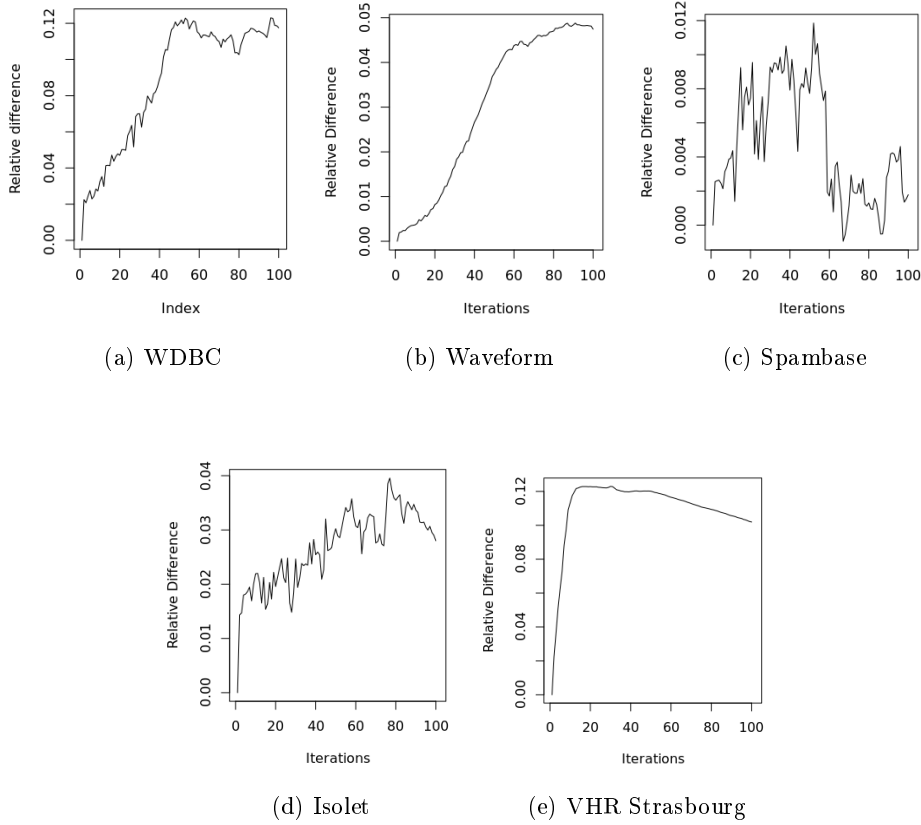 Relative difference
0.00 0.04 0.08 0.12
0 20 40 60 80 100
Index
(a) WDBC
Relative Difference
0.00 0.01 0.02 0.03 0.04 0.05
0 20 40 60 80 100
Iterations
(b) Waveform
Relative Difference
0.000 0.004 0.008 0.012
0 20 40 60 80 100
Iterations
(c) Spambase
Relative Difference
0.00 0.01 0.02 0.03 0.04
0 20 40 60 80 100
Iterations
(d) Isolet
Relative Difference
0.00 0.04 0.08 0.12
0 20 40 60 80 100
Iterations
(e) VHR Strasbourg